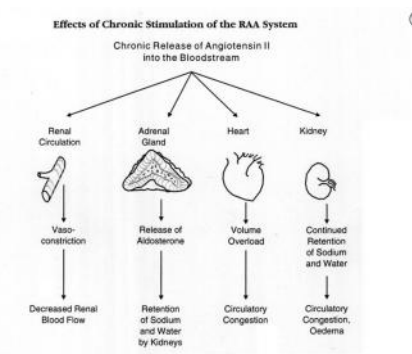 Effects of Chronic Stimulation of the RAA System
Chronic Release of Angiotensin II
into the Bloodstream
Renal
Circulation
Adrenal
Gland
Heart
Kidney
Vaso-
constriction
Release of
Aldosterone
Volume
Overload
Continued
Retention
of Sodium
and Water
Decreased Renal
Blood Flow
Retention
of Sodium
and Water
by Kidneys
Circulatory
Congestion
Circulatory
Congestion,
Oedema